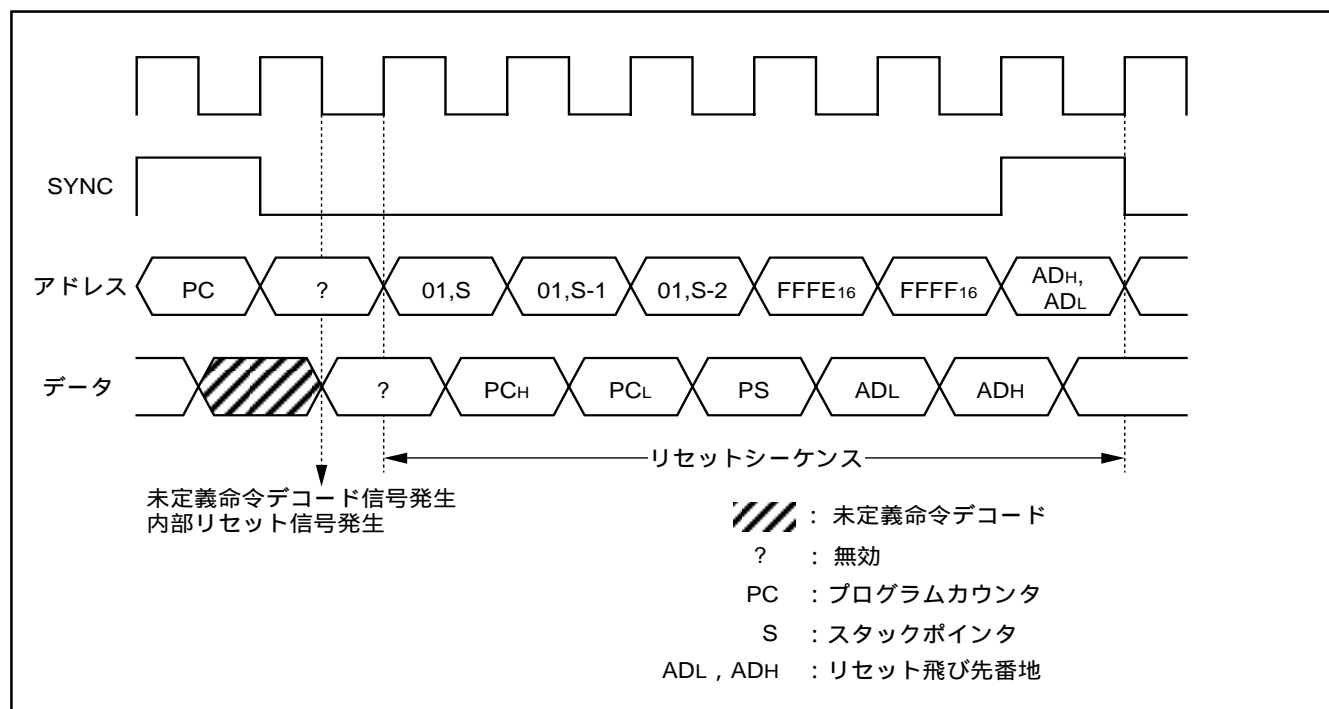 SYNC
アドレス PC ? 01,S 01,S-1 01,S-2 FFFE16 FFFF16 ADH,
ADL
データ ? PCH PCL PS ADL ADH
リセットシーケンス
未定義命令デコード信号発生
内部リセット信号発生
: 未定義命令デコード
? : 無効
PC : プログラムカウンタ
S : スタックポインタ
ADL , ADH : リセット飛び先番地